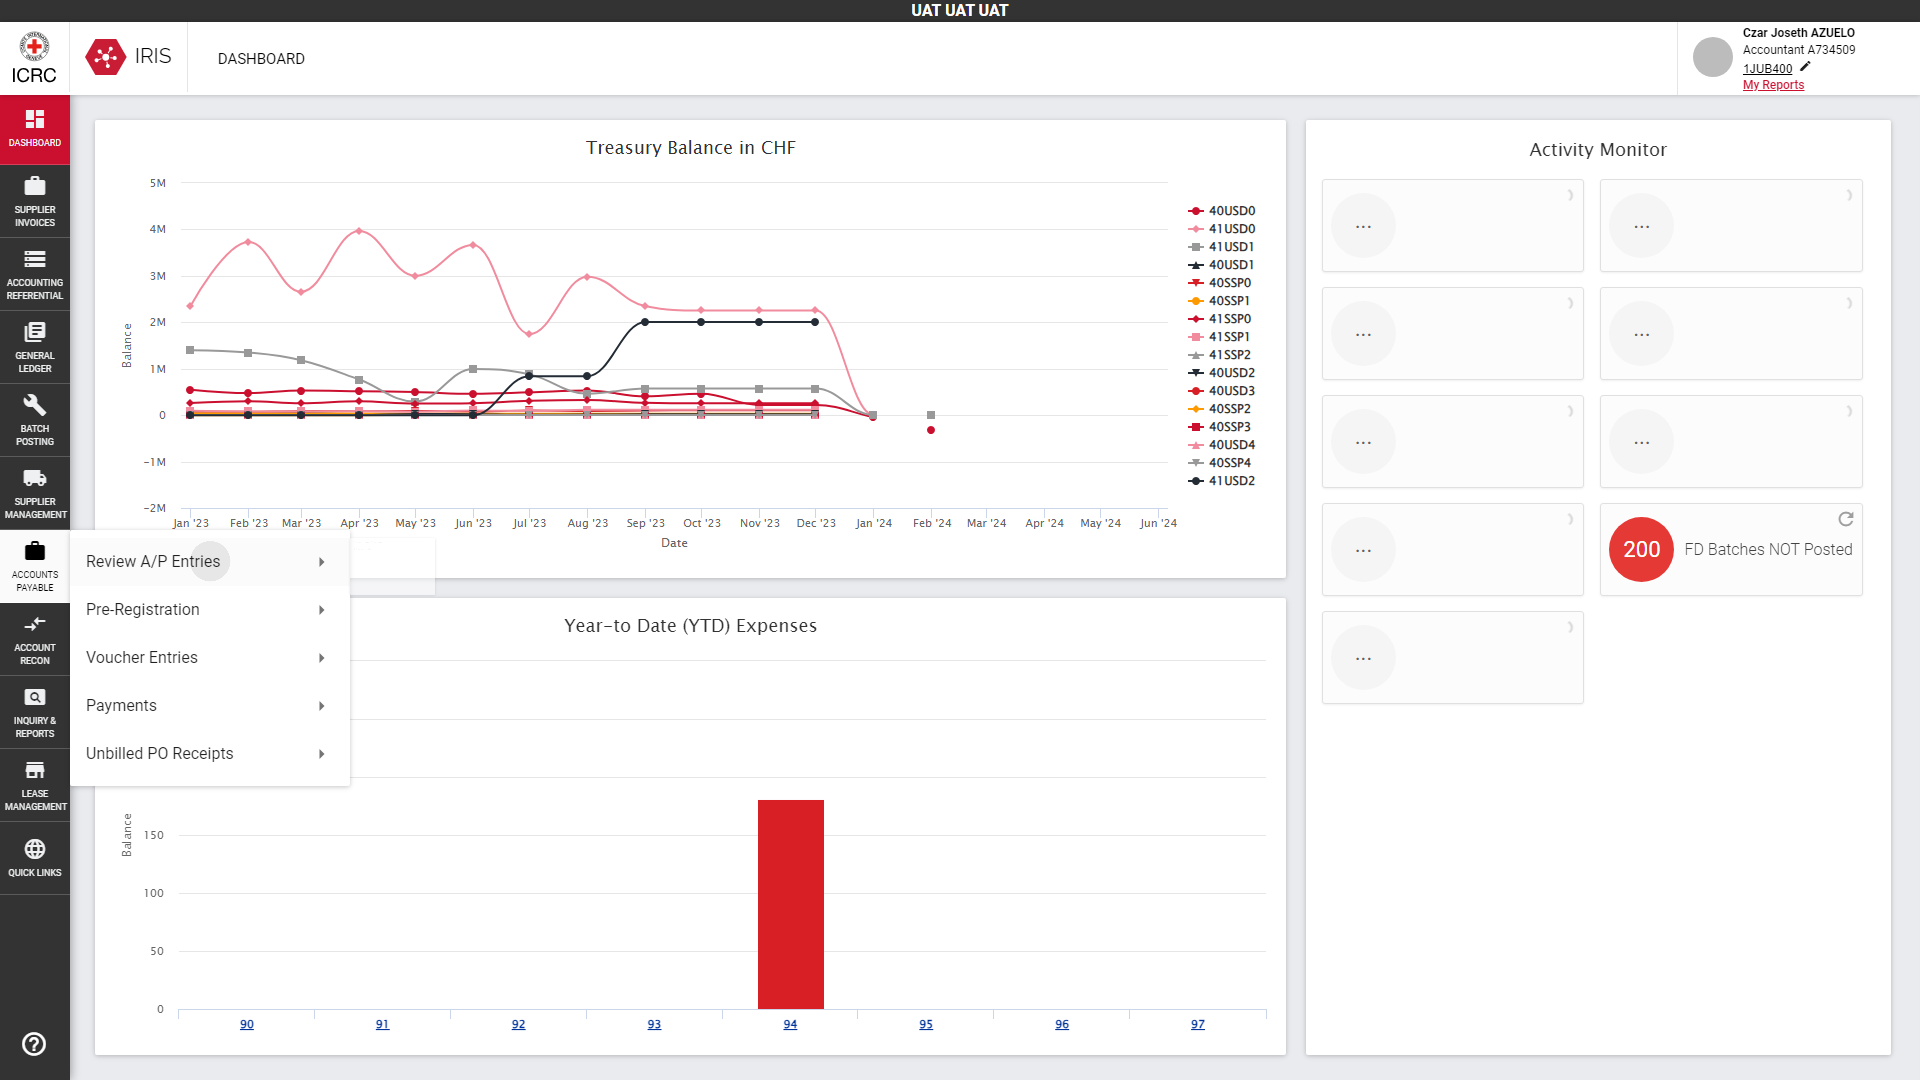 UAT UAT UAT
ICRC
IRIS
DASHBOARD
Czar Joseth AZUELO
Accountant A734509
1JUB400
My Reports
DASHBOARD
SUPPLIER
INVOICES
ACCOUNTING
REFERENTIAL
GENERAL
LEDGER
BATCH
POSTING
SUPPLIER
MANAGEMENT
ACCOUNTS
PAYABLE
ACCOUNT
RECON
INQUIRY &
REPORTS
LEASE
MANAGEMENT
QUICK LINKS
Review A/P Entries
Pre-Registration
Voucher Entries
Payments
Unbilled PO Receipts
Treasury Balance in CHF
Balance
5M
4M
3M
2M
1M
0
-1M
-2M
Jan '23 Feb '23 Mar '23 Apr '23 May '23 Jun '23 Jul '23 Aug '23 Sep '23 Oct '23 Nov '23 Dec '23 Jan '24 Feb '24 Mar '24 Apr '24 May '24 Jun '24
Date
40USD0
41USD0
41USD1
40USD1
40SSP0
40SSP1
41SSP0
41SSP1
41SSP2
40USD2
40USD3
40SSP2
40SSP3
40USD4
40SSP4
41USD2
Year-to Date (YTD) Expenses
Balance
150
100
50
0
90 91 92 93 94 95 96 97
Activity Monitor
... ...
... ...
... ...
...
200 FD Batches NOT Posted
...